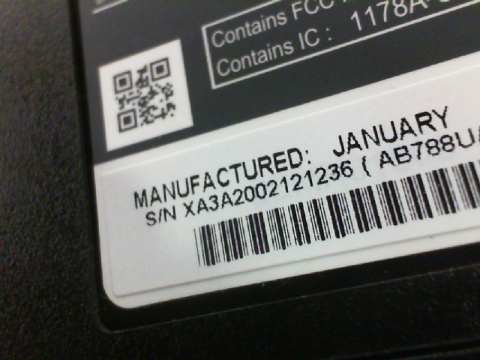 Contains FCC
Contains IC : 1178A-
MANUFACTURED: JANUARY
S/N XA3A2002121236 ( AB788U